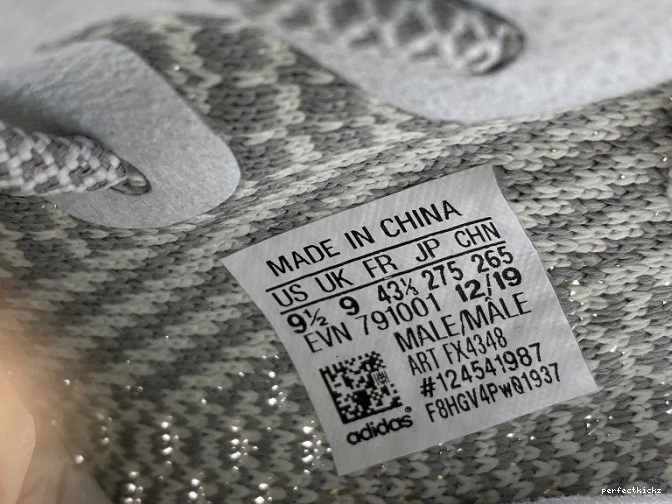 MADE IN CHINA
US UK FR JP CHN
9½ 9 43⅓ 275 265
EVN 791001 12/19
MALE/MÂLE
ART FX4348
#124541987
F8HGV4PwQ1937
adidas®
perfectkickz